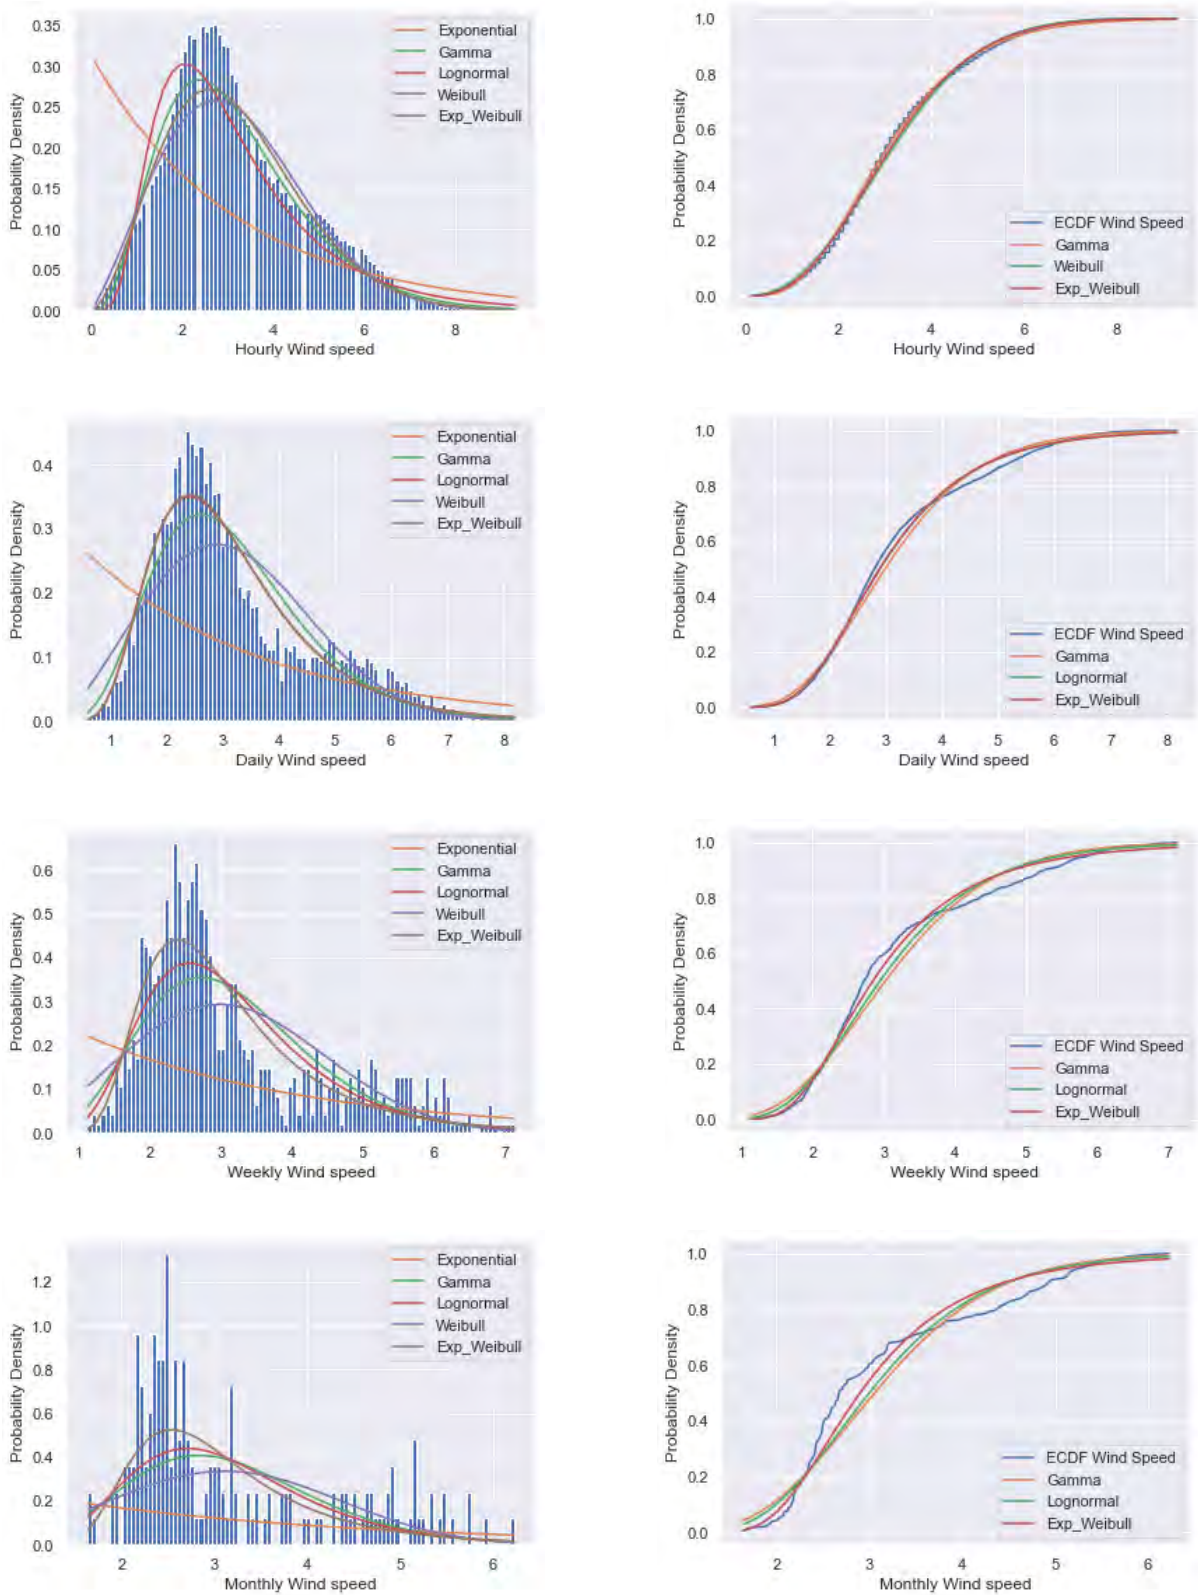 0.35
0.30
0.25
0.20
0.15
0.10
0.05
0.00
Probability Density
Exponential
Gamma
Lognormal
Weibull
Exp_Weibull
0 2 4 6 8
Hourly Wind speed
1.0
0.8
0.6
0.4
0.2
0.0
Probability Density
ECDF Wind Speed
Gamma
Weibull
Exp_Weibull
0 2 4 6 8
Hourly Wind speed
0.4
0.3
0.2
0.1
0.0
Probability Density
Exponential
Gamma
Lognormal
Weibull
Exp_Weibull
1 2 3 4 5 6 7 8
Daily Wind speed
1.0
0.8
0.6
0.4
0.2
0.0
Probability Density
ECDF Wind Speed
Gamma
Lognormal
Exp_Weibull
1 2 3 4 5 6 7 8
Daily Wind speed
0.6
0.5
0.4
0.3
0.2
0.1
0.0
Probability Density
Exponential
Gamma
Lognormal
Weibull
Exp_Weibull
1 2 3 4 5 6 7
Weekly Wind speed
1.0
0.8
0.6
0.4
0.2
0.0
Probability Density
ECDF Wind Speed
Gamma
Lognormal
Exp_Weibull
1 2 3 4 5 6 7
Weekly Wind speed
1.2
1.0
0.8
0.6
0.4
0.2
0.0
Probability Density
Exponential
Gamma
Lognormal
Weibull
Exp_Weibull
2 3 4 5 6
Monthly Wind speed
1.0
0.8
0.6
0.4
0.2
0.0
Probability Density
ECDF Wind Speed
Gamma
Lognormal
Exp_Weibull
2 3 4 5 6
Monthly Wind speed